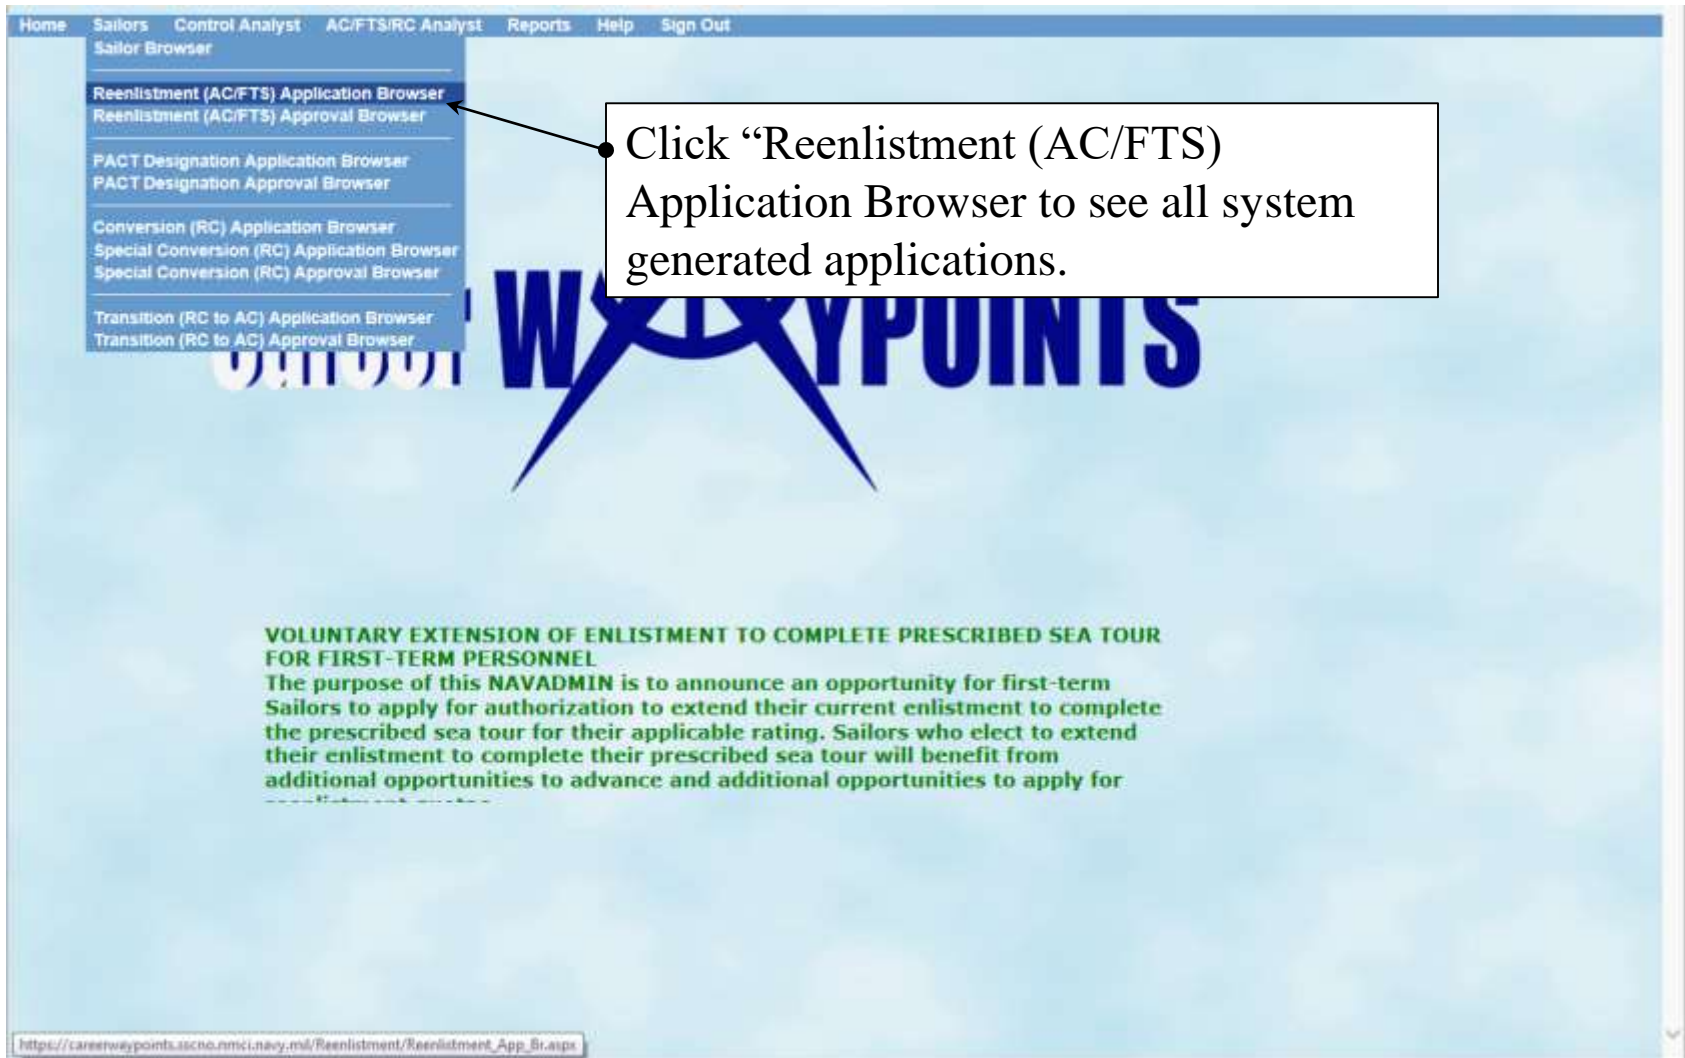 Home Sailors Control Analyst AC/FTS/RC Analyst Reports Help Sign Out
Sailor Browser
Reenlistment (AC/FTS) Application Browser
Reenlistment (AC/FTS) Approval Browser
PACT Designation Application Browser
PACT Designation Approval Browser
Conversion (RC) Application Browser
Special Conversion (RC) Application Browser
Special Conversion (RC) Approval Browser
Transition (RC to AC) Application Browser
Transition (RC to AC) Approval Browser
Click “Reenlistment (AC/FTS)
Application Browser to see all system
generated applications.
Career WAYPOINTS
VOLUNTARY EXTENSION OF ENLISTMENT TO COMPLETE PRESCRIBED SEA TOUR
FOR FIRST-TERM PERSONNEL
The purpose of this NAVADMIN is to announce an opportunity for first-term
Sailors to apply for authorization to extend their current enlistment to complete
the prescribed sea tour for their applicable rating. Sailors who elect to extend
their enlistment to complete their prescribed sea tour will benefit from
additional opportunities to advance and additional opportunities to apply for
https://careerwaypoints.sscno.nmci.navy.mil/Reenlistment/Reenlistment_App_Br.aspx